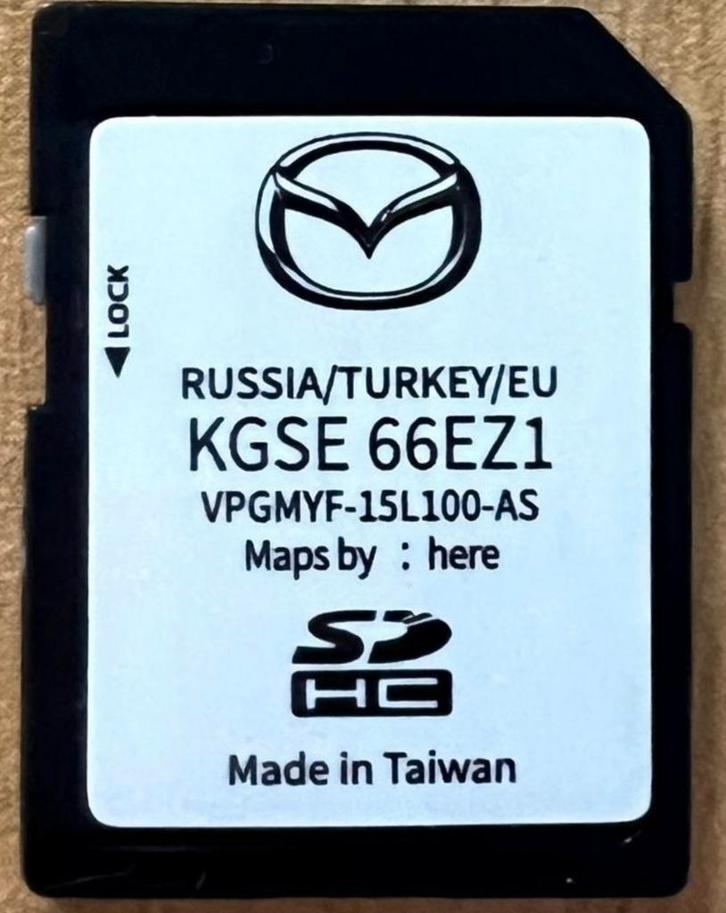 LOCK
RUSSIA/TURKEY/EU
KGSE 66EZ1
VPGMYF-15L100-AS
Maps by : here
SD
HC
Made in Taiwan